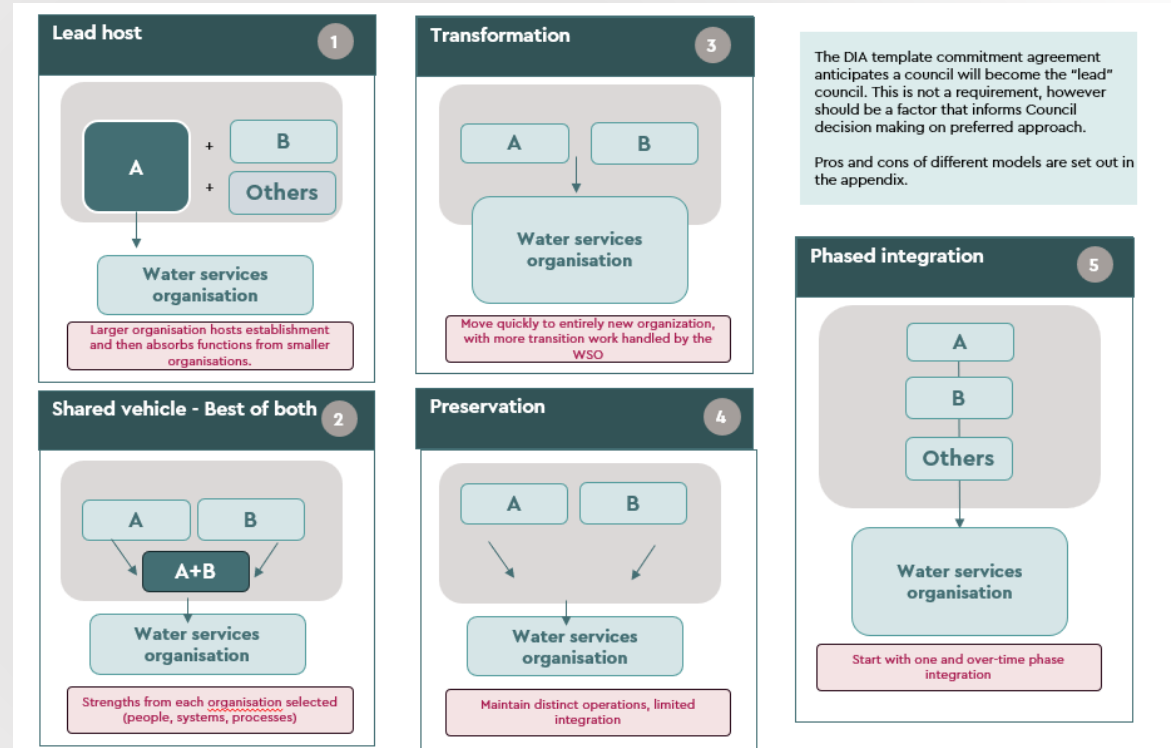 Lead host
1
A
+
B
+
Others
Water services
organisation
Larger organisation hosts establishment
and then absorbs functions from smaller
organisations.
Shared vehicle - Best of both
2
A
B
A+B
Water services
organisation
Strengths from each organisation selected
(people, systems, processes)
Transformation
3
A
B
Water services
organisation
Move quickly to entirely new organization,
with more transition work handled by the
WSO
Preservation
4
A
B
Water services
organisation
Maintain distinct operations, limited
integration
The DIA template commitment agreement
anticipates a council will become the “lead”
council. This is not a requirement, however
should be a factor that informs Council
decision making on preferred approach.
Pros and cons of different models are set out in
the appendix.
Phased integration
5
A
B
Others
Water services
organisation
Start with one and over-time phase
integration